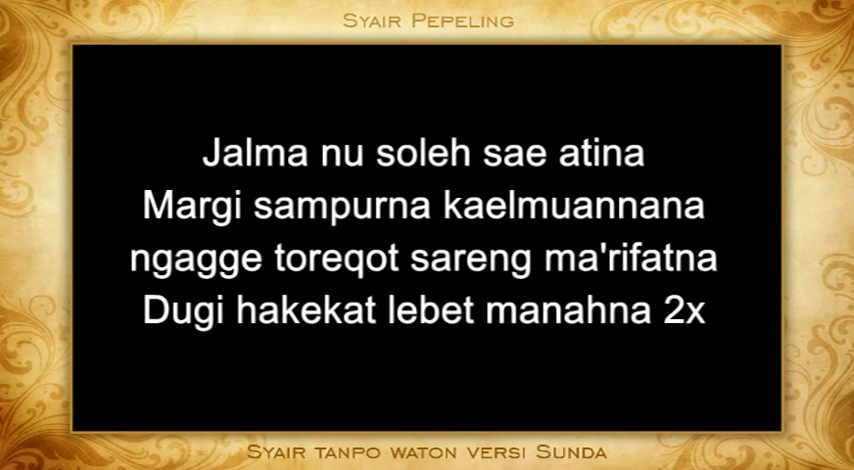 Syair Pepeling
Jalma nu soleh sae atina
Margi sampurna kaelmuannana
ngagge toreqot sareng ma'rifatna
Dugi hakekat lebet manahna 2x
Syair tanpo waton versi Sunda